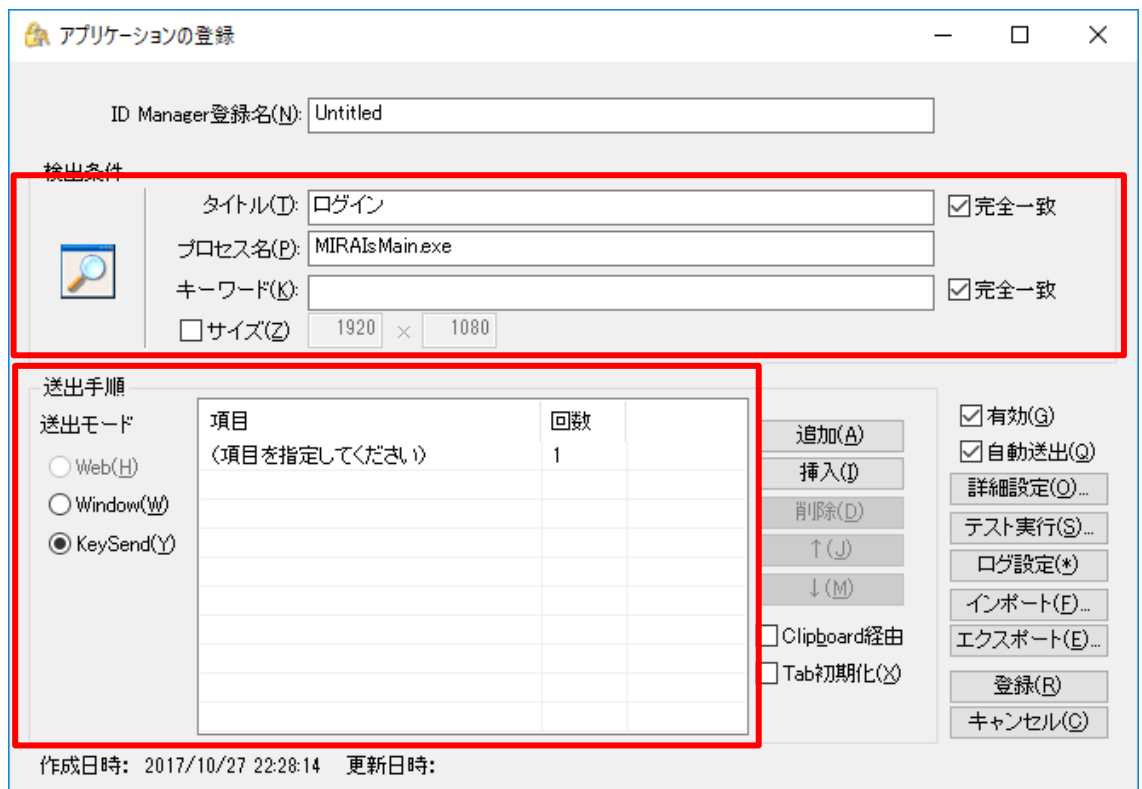 アプリケーションの登録
ID Manager登録名(N): Untitled
検出条件
タイトル(T): ログイン 完全一致
プロセス名(P): MIRAIsMain.exe
キーワード(K): 完全一致
サイズ(Z) 1920 × 1080
送出手順
送出モード
Web(H)
Window(W)
KeySend(Y)
項目 回数
(項目を指定してください) 1
追加(A)
挿入(I)
削除(D)
↑(J)
↓(M)
Clipboard経由
Tab初期化(X)
有効(G)
自動送出(Q)
詳細設定(O)...
テスト実行(S)...
ログ設定(*)
インポート(F)...
エクスポート(E)...
登録(R)
キャンセル(C)
作成日時: 2017/10/27 22:28:14 更新日時: